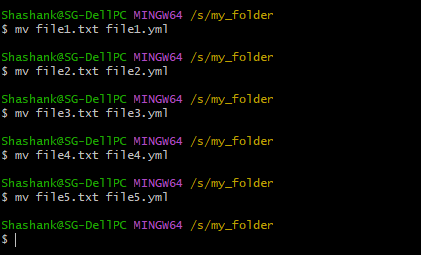 Shashank@SG-DellPC MINGW64 /s/my_folder
$ mv file1.txt file1.yml
Shashank@SG-DellPC MINGW64 /s/my_folder
$ mv file2.txt file2.yml
Shashank@SG-DellPC MINGW64 /s/my_folder
$ mv file3.txt file3.yml
Shashank@SG-DellPC MINGW64 /s/my_folder
$ mv file4.txt file4.yml
Shashank@SG-DellPC MINGW64 /s/my_folder
$ mv file5.txt file5.yml
Shashank@SG-DellPC MINGW64 /s/my_folder
$